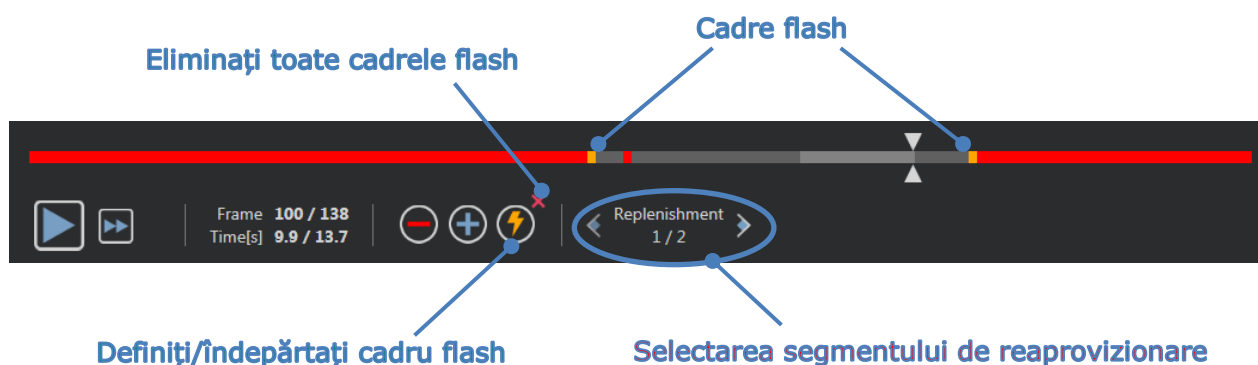 Cadre flash
Eliminați toate cadrele flash
Frame 100 / 138
Time[s] 9.9 / 13.7
Replenishment
1 / 2
Definiți/îndepărtați cadru flash
Selectarea segmentului de reaprovizionare